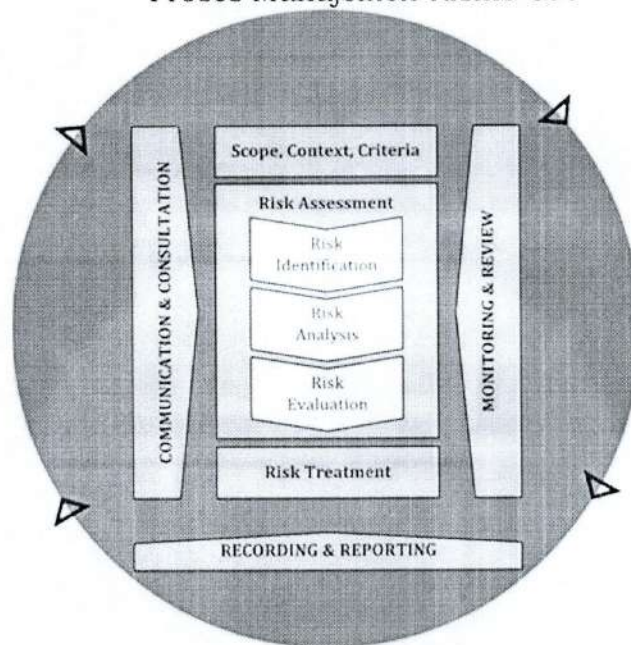 Scope, Context, Criteria
Risk Assessment
Risk
Identification
Risk
Analysis
Risk
Evaluation
Risk Treatment
COMMUNICATION & CONSULTATION
MONITORING & REVIEW
RECORDING & REPORTING